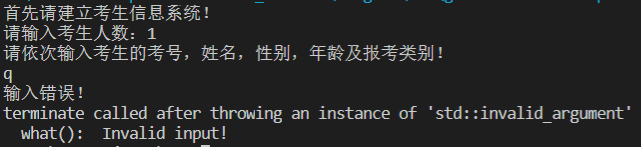 首先请建立考生信息系统!
请输入考生人数: 1
请依次输入考生的考号, 姓名, 性别, 年龄及报考类别!
q
输入错误!
terminate called after throwing an instance of 'std::invalid_argument'
  what():  Invalid input!